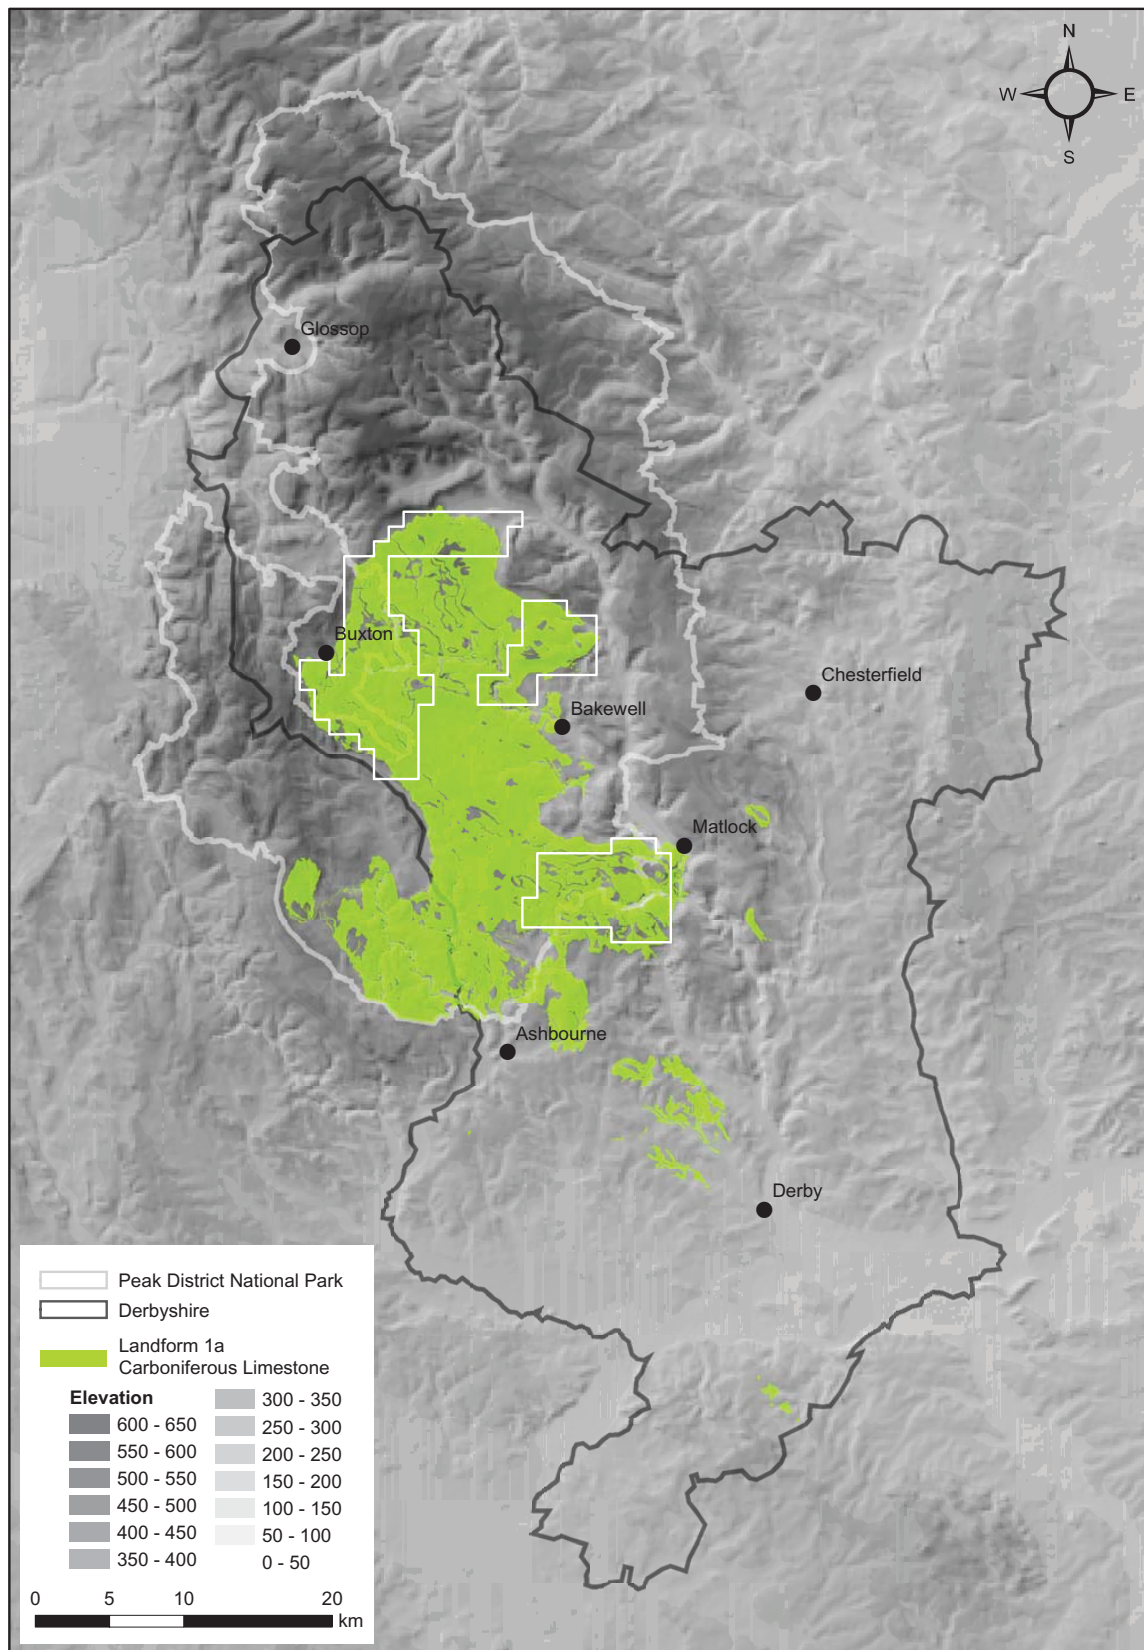 N
W E
S
Glossop
Buxton
Chesterfield
Bakewell
Matlock
Ashbourne
Derby
Peak District National Park
Derbyshire
Landform 1a
Carboniferous Limestone
Elevation
600 - 650
550 - 600
500 - 550
450 - 500
400 - 450
350 - 400
300 - 350
250 - 300
200 - 250
150 - 200
100 - 150
50 - 100
0 - 50
0 5 10 20
km